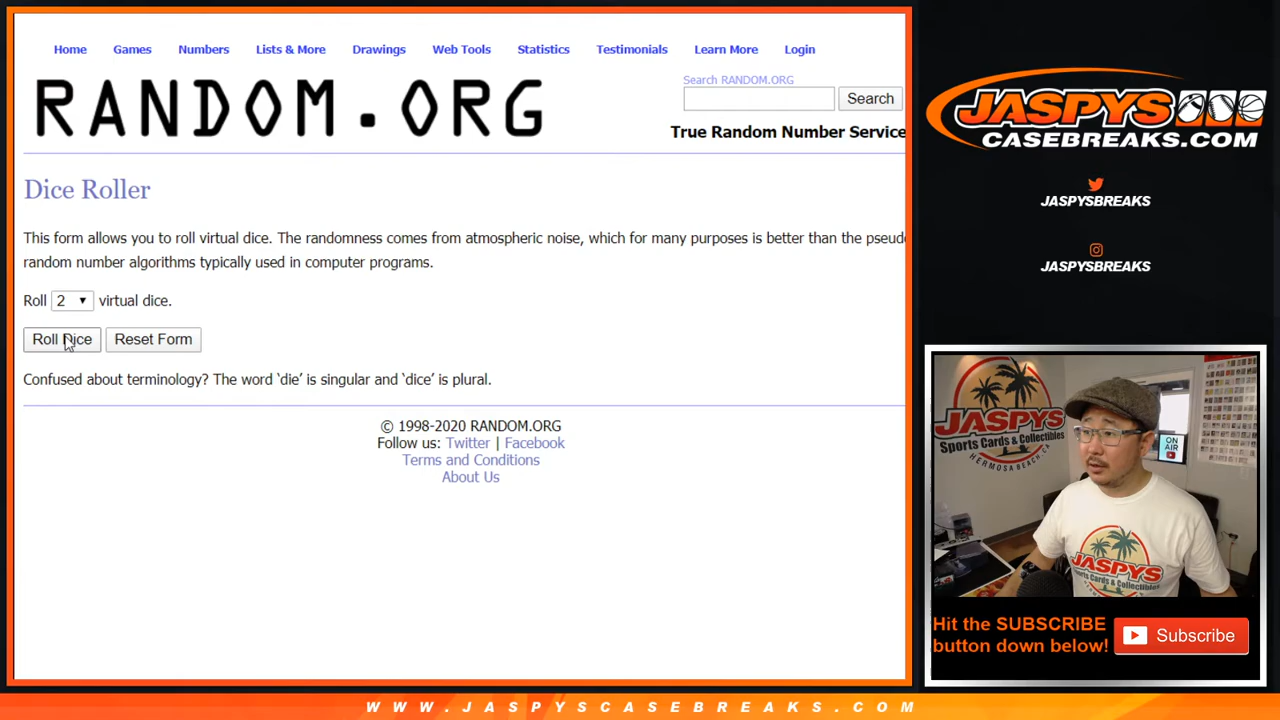 Home Games Numbers Lists & More Drawings Web Tools Statistics Testimonials Learn More Login
RANDOM.ORG
Search RANDOM.ORG
Search
True Random Number Service
Dice Roller
This form allows you to roll virtual dice. The randomness comes from atmospheric noise, which for many purposes is better than the pseudo
random number algorithms typically used in computer programs.
Roll 2 virtual dice.
Roll Dice Reset Form
Confused about terminology? The word ‘die’ is singular and ‘dice’ is plural.
© 1998-2020 RANDOM.ORG
Follow us: Twitter | Facebook
Terms and Conditions
About Us
JASPYS
CASEBREAKS.COM
JASPYSBREAKS
JASPYSBREAKS
JASPYS
Sports Cards & Collectibles
HERMOSA BEACH, CA
ON
AIR
JASPYS
Hit the SUBSCRIBE
button down below!
Subscribe
WWW.JASPYSCASEBREAKS.COM